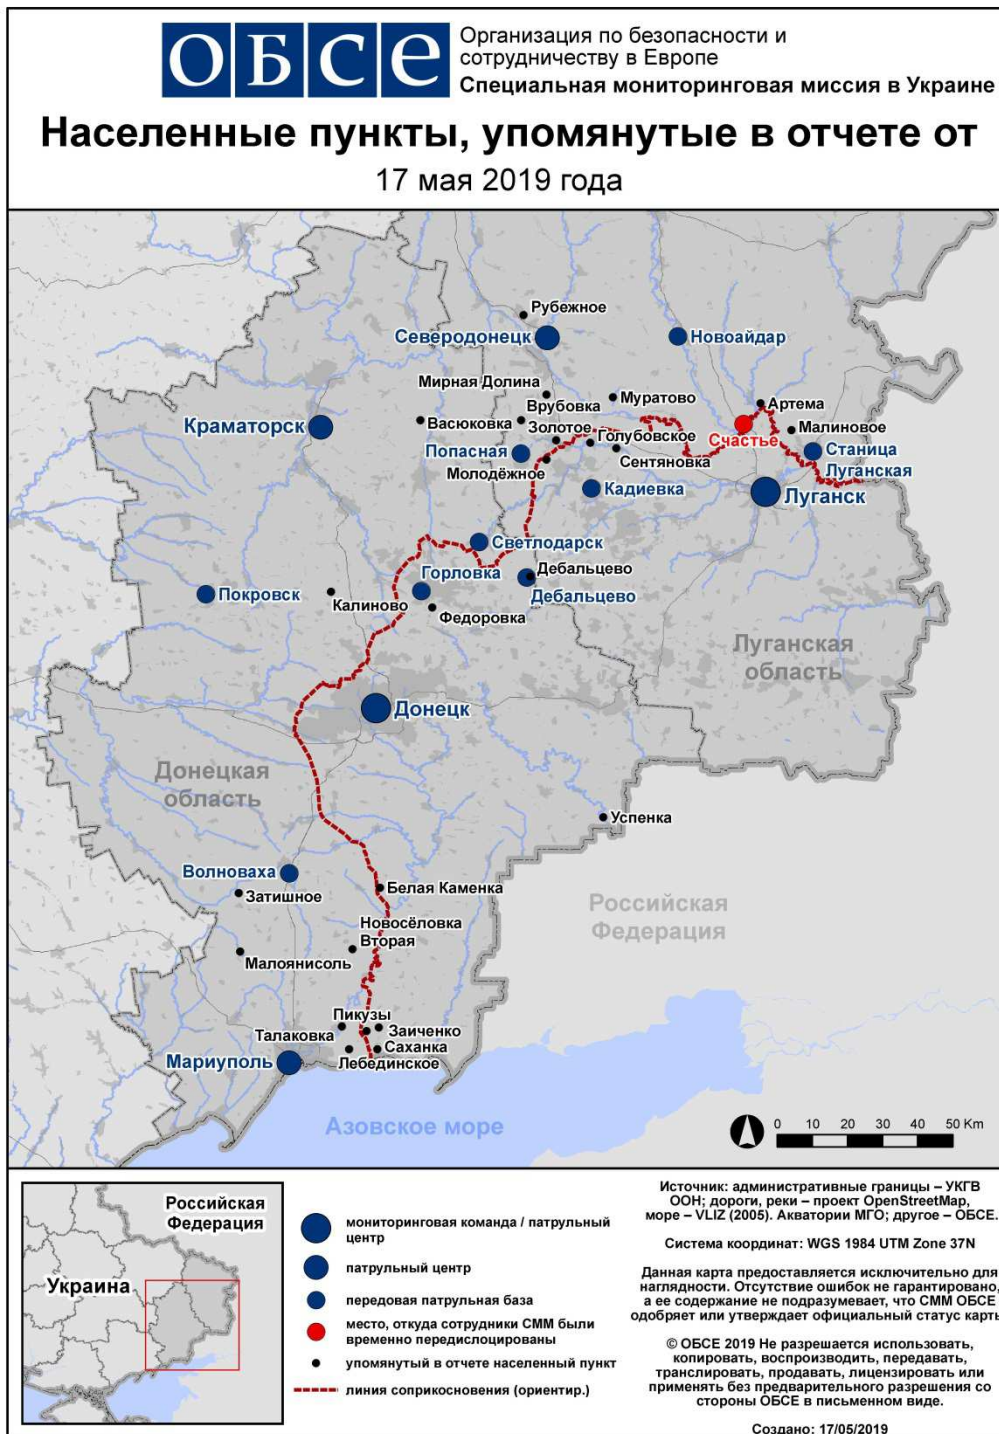 ОБСЕ
Организация по безопасности и
сотрудничеству в Европе
Специальная мониторинговая миссия в Украине
Населенные пункты, упомянутые в отчете от
17 мая 2019 года
Рубежное
Северодонецк
Новоайдар
Мирная Долина
Муратово
Артема
Врубовка
Краматорск
Васюковка
Золотое
Малиновое
Голубовское
Счастье
Попасная
Станица
Луганская
Сентяновка
Молодёжное
Кадиевка
Луганск
Светлодарск
Горловка
Дебальцево
Дебальцево
Покровск
Калиново
Федоровка
Луганская
область
Донецк
Донецкая
область
Успенка
Волноваха
Затишное
Белая Каменка
Российская
Федерация
Новосёловка
Вторая
Малоянисоль
Пикузы
Талаковка
Заиченко
Саханка
Лебединское
Мариуполь
Азовское море
0 10 20 30 40 50 Km
Российская
Федерация
Украина
мониторинговая команда / патрульный
центр
патрульный центр
передовая патрульная база
место, откуда сотрудники СММ были
временно передислоцированы
упомянутый в отчете населенный пункт
линия соприкосновения (ориентир.)
Источник: административные границы – УКГВ
ООН; дороги, реки – проект OpenStreetMap,
море – VLIZ (2005). Акватории МГО; другое – ОБСЕ.
Система координат: WGS 1984 UTM Zone 37N
Данная карта предоставляется исключительно для
наглядности. Отсутствие ошибок не гарантировано,
а ее содержание не подразумевает, что СММ ОБСЕ
одобряет или утверждает официальный статус карты
© ОБСЕ 2019 Не разрешается использовать,
копировать, воспроизводить, передавать,
транслировать, продавать, лицензировать или
применять без предварительного разрешения со
стороны ОБСЕ в письменном виде.
Создано: 17/05/2019